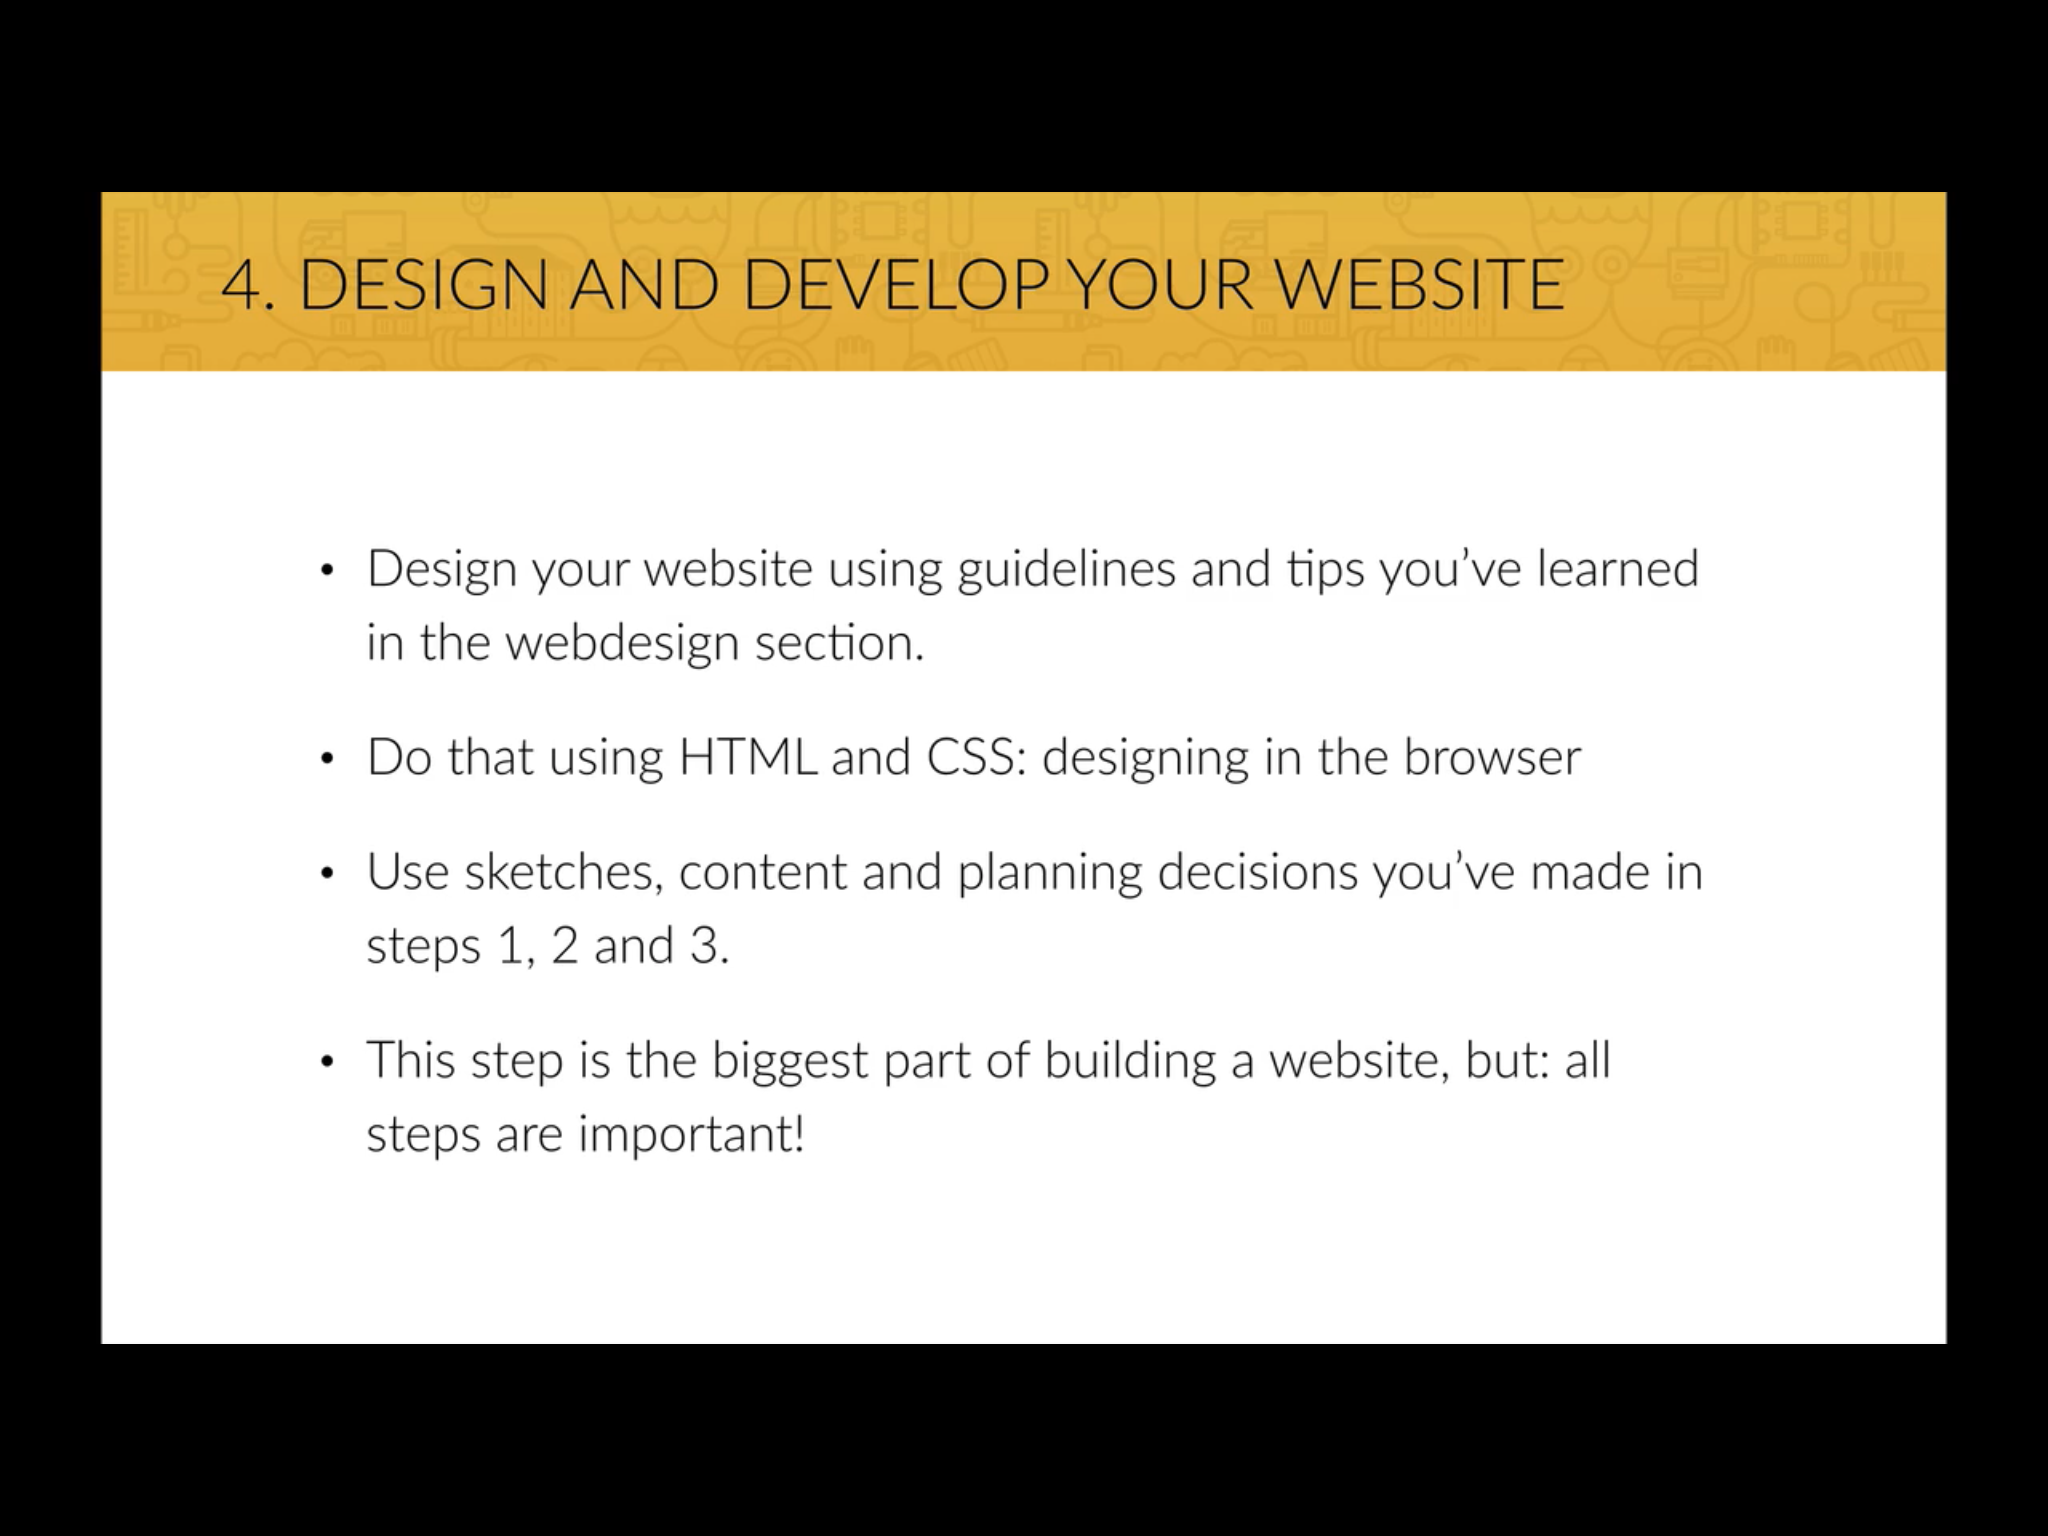 4. DESIGN AND DEVELOP YOUR WEBSITE
• Design your website using guidelines and tips you’ve learned
in the webdesign section.
• Do that using HTML and CSS: designing in the browser
• Use sketches, content and planning decisions you’ve made in
steps 1, 2 and 3.
• This step is the biggest part of building a website, but: all
steps are important!